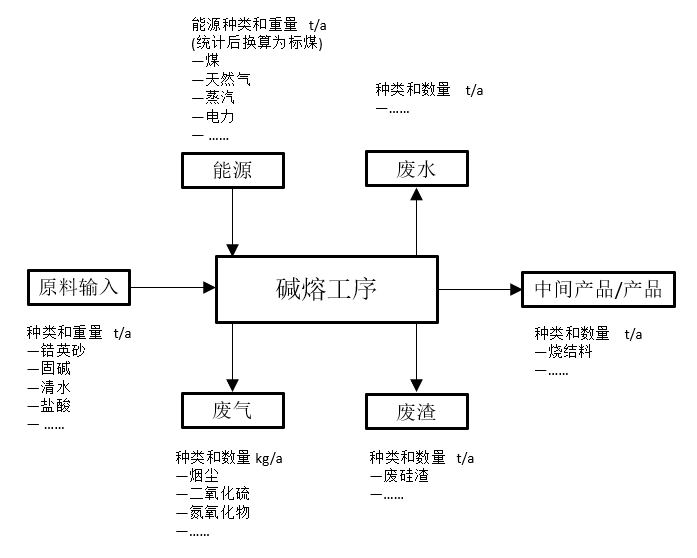 能源种类和重量 t/a
(统计后换算为标煤)
—煤
—天然气
—蒸汽
—电力
— ......
种类和数量 t/a
—......
能源
废水
原料输入
碱熔工序
中间产品/产品
种类和重量 t/a
—锆英砂
—固碱
—清水
—盐酸
— ......
种类和数量 t/a
—烧结料
—......
废气
废渣
种类和数量 kg/a
—烟尘
—二氧化硫
—氮氧化物
—......
种类和数量 t/a
—废硅渣
—......